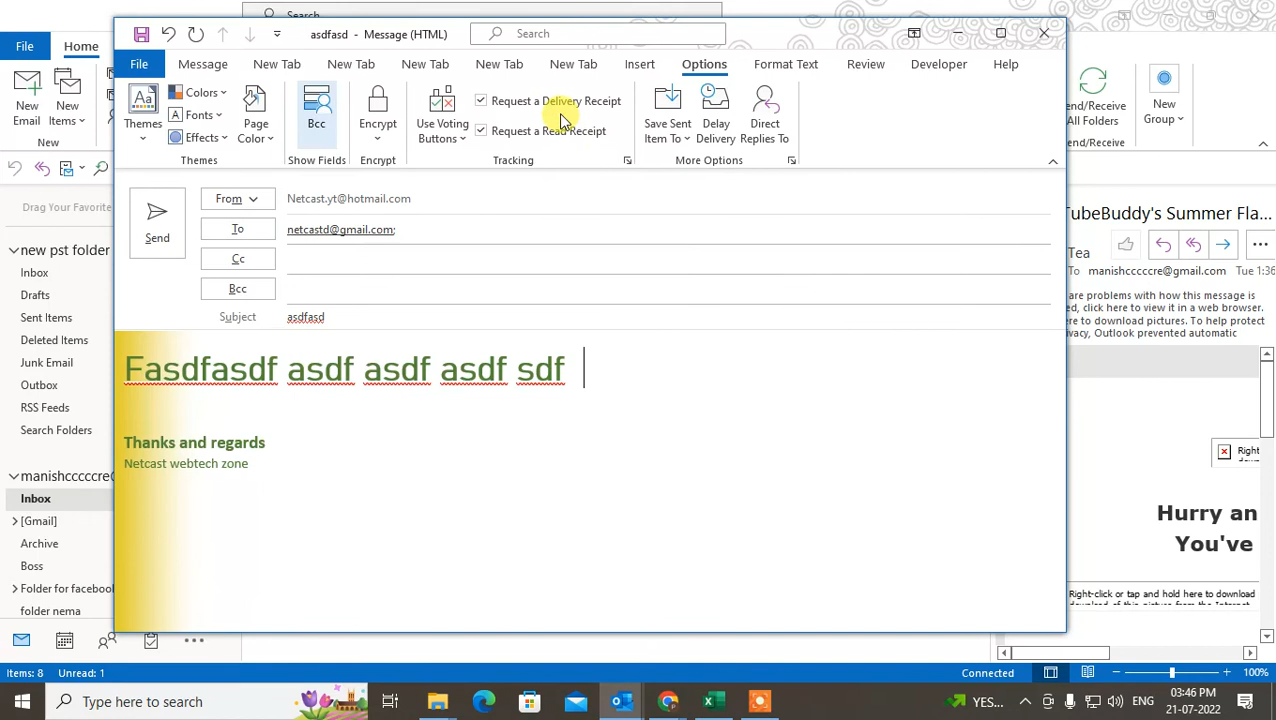 Search
asdfasd - Message (HTML)
Search
File
Home
File
Message
New Tab
New Tab
New Tab
New Tab
New Tab
Insert
Options
Format Text
Review
Developer
Help
New Email
New Items
New
Themes
Colors
Fonts
Effects
Page Color
Themes
Bcc
Show Fields
Encrypt
Encrypt
Use Voting Buttons
Request a Delivery Receipt
Request a Read Receipt
Tracking
Save Sent Item To
Delay Delivery
Direct Replies To
More Options
end/Receive All Folders
end/Receive
New Group
Drag Your Favorite
new pst folder
Inbox
Drafts
Sent Items
Deleted Items
Junk Email
Outbox
RSS Feeds
Search Folders
manishcccccre@
Inbox
[Gmail]
Archive
Boss
Folder for facebook
folder nema
Send
From
Netcast.yt@hotmail.com
To
netcastd@gmail.com;
Cc
Bcc
Subject
asdfasd
Fasdfasdf asdf asdf asdf sdf
Thanks and regards
Netcast webtech zone
TubeBuddy's Summer Fla...
Tea
To manishcccccre@gmail.com Tue 1:36
are problems with how this message is
d, click here to view it in a web browser.
ere to download pictures. To help protect
ivacy, Outlook prevented automatic
Right-
Hurry an
You've
Right-click or tap and hold here to download
Items: 8
Unread: 1
Connected
100%
Type here to search
YES...
ENG
03:46 PM
21-07-2022